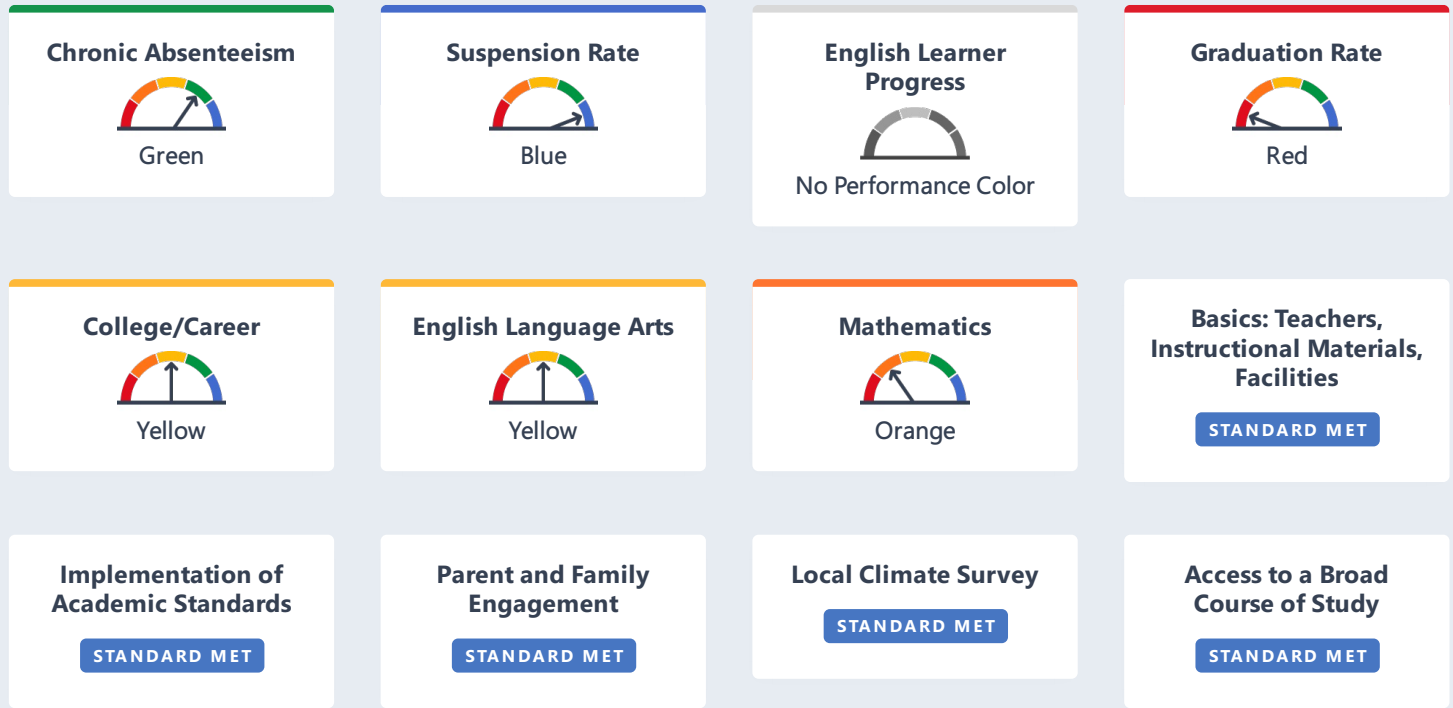 Chronic Absenteeism
Green
Suspension Rate
Blue
English Learner
Progress
No Performance Color
Graduation Rate
Red
College/Career
Yellow
English Language Arts
Yellow
Mathematics
Orange
Basics: Teachers,
Instructional Materials,
Facilities
STANDARD MET
Implementation of
Academic Standards
STANDARD MET
Parent and Family
Engagement
STANDARD MET
Local Climate Survey
STANDARD MET
Access to a Broad
Course of Study
STANDARD MET